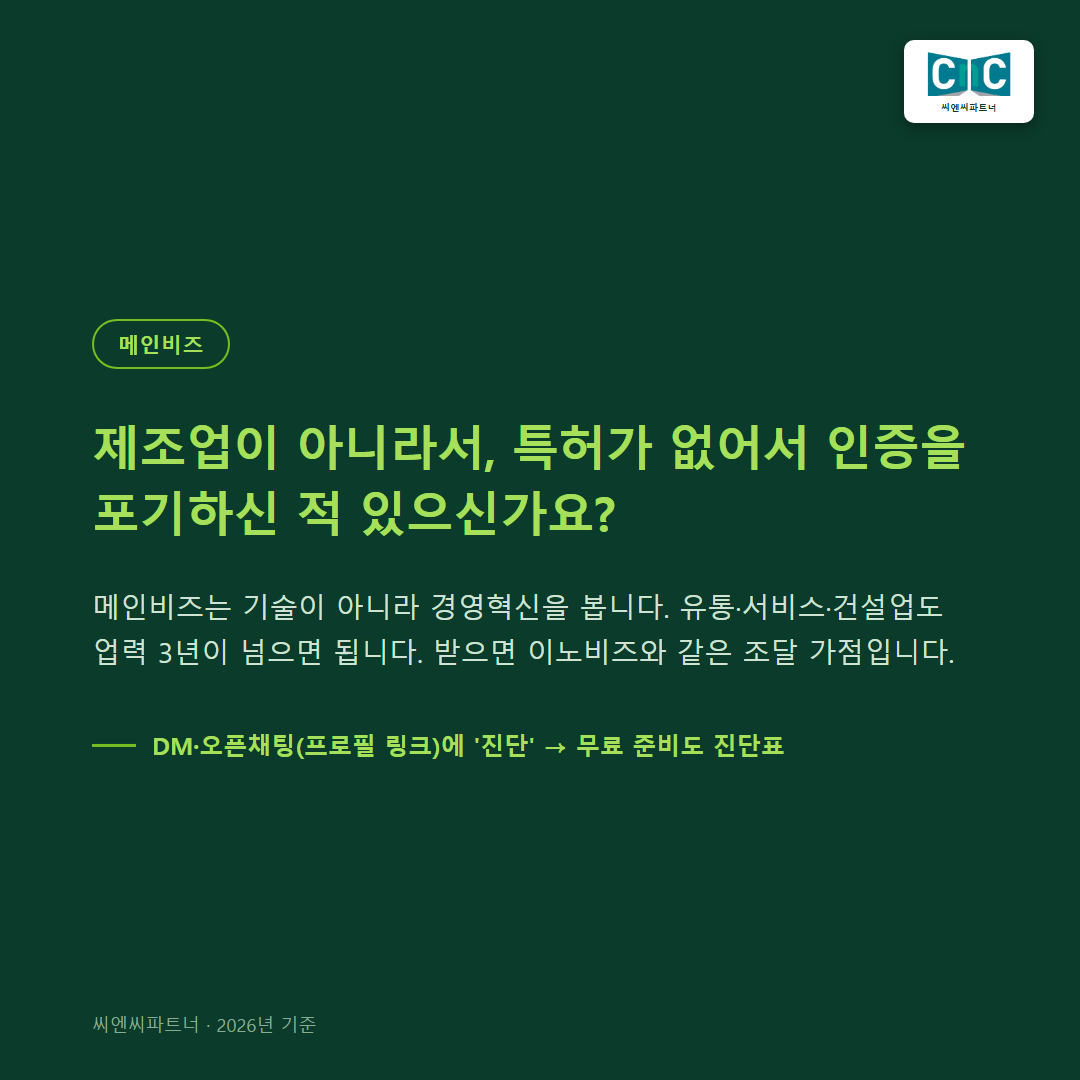 CnC
씨엔씨파트너
메인비즈
제조업이 아니라서, 특허가 없어서 인증을
포기하신 적 있으신가요?
메인비즈는 기술이 아니라 경영혁신을 봅니다. 유통·서비스·건설업도
업력 3년이 넘으면 됩니다. 받으면 이노비즈와 같은 조달 가점입니다.
DM·오픈채팅(프로필 링크)에 '진단' → 무료 준비도 진단표
씨엔씨파트너 · 2026년 기준